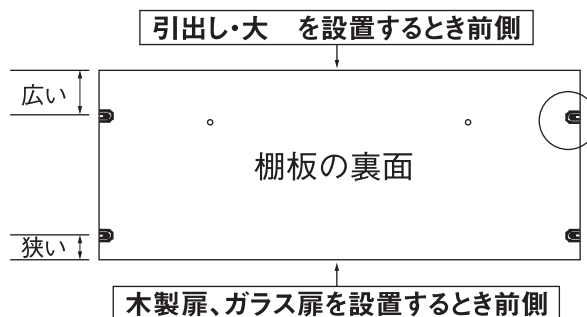 引出し・大　を設置するとき前側
広い
棚板の裏面
狭い
木製扉、ガラス扉を設置するとき前側